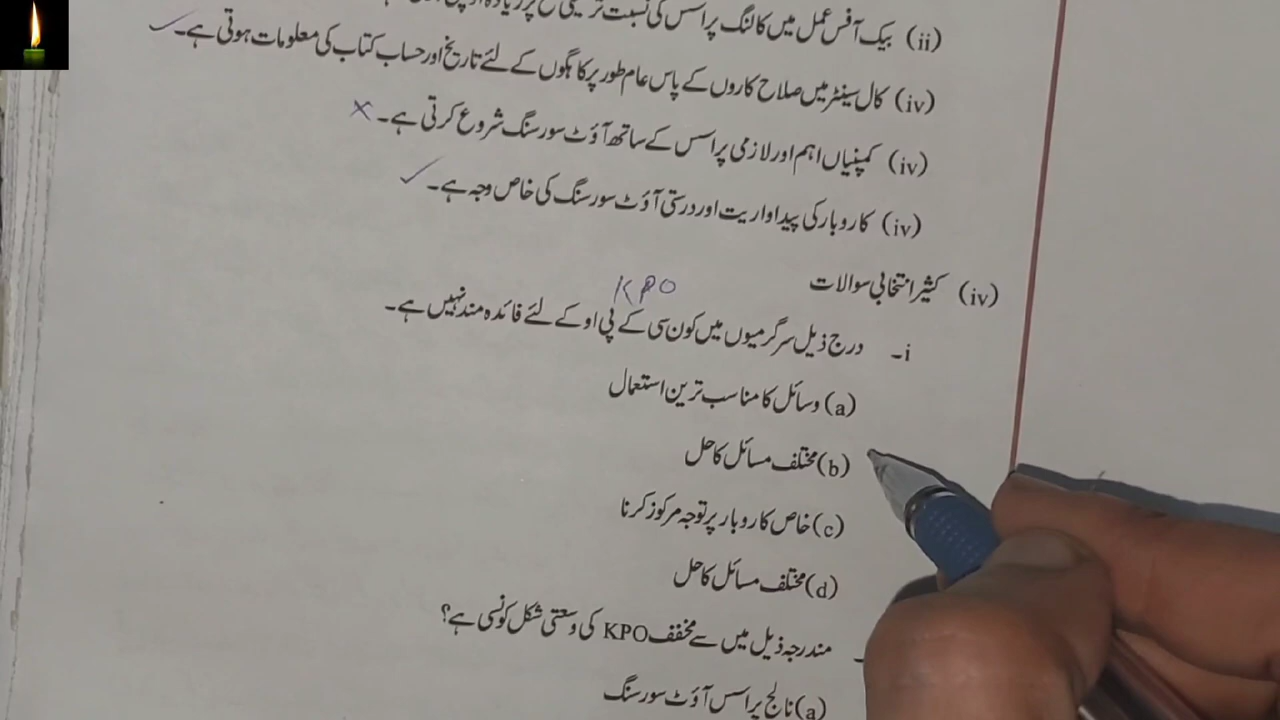 (ii) بیک آفس عمل میں کالنگ پراسس کی نسبت
(iv) کال سینٹر میں صلاح کاروں کے پاس عام طور پر گاہکوں کے لئے تاریخ اور حساب کتاب کی معلومات ہوتی ہے۔ ✓
(iv) کمپنیاں اہم اور لازمی پراسس کے ساتھ آؤٹ سورسنگ شروع کرتی ہے۔ ×
(iv) کاروبار کی پیداواریت اور درستی آؤٹ سورسنگ کی خاص وجہ ہے۔ ✓
(iv) کثیر انتخابی سوالات
KPO
i۔ درج ذیل سرگرمیوں میں کون سی کے پی او کے لئے فائدہ مند نہیں ہے۔
(a) وسائل کا مناسب ترین استعمال
(b) مختلف مسائل کا حل
(c) خاص کاروبار پر توجہ مرکوز کرنا
(d) مختلف مسائل کا حل
مندرجہ ذیل میں سے مخفف KPO کی وسعتی شکل کونسی ہے؟
(a) نالج پراسس آؤٹ سورسنگ